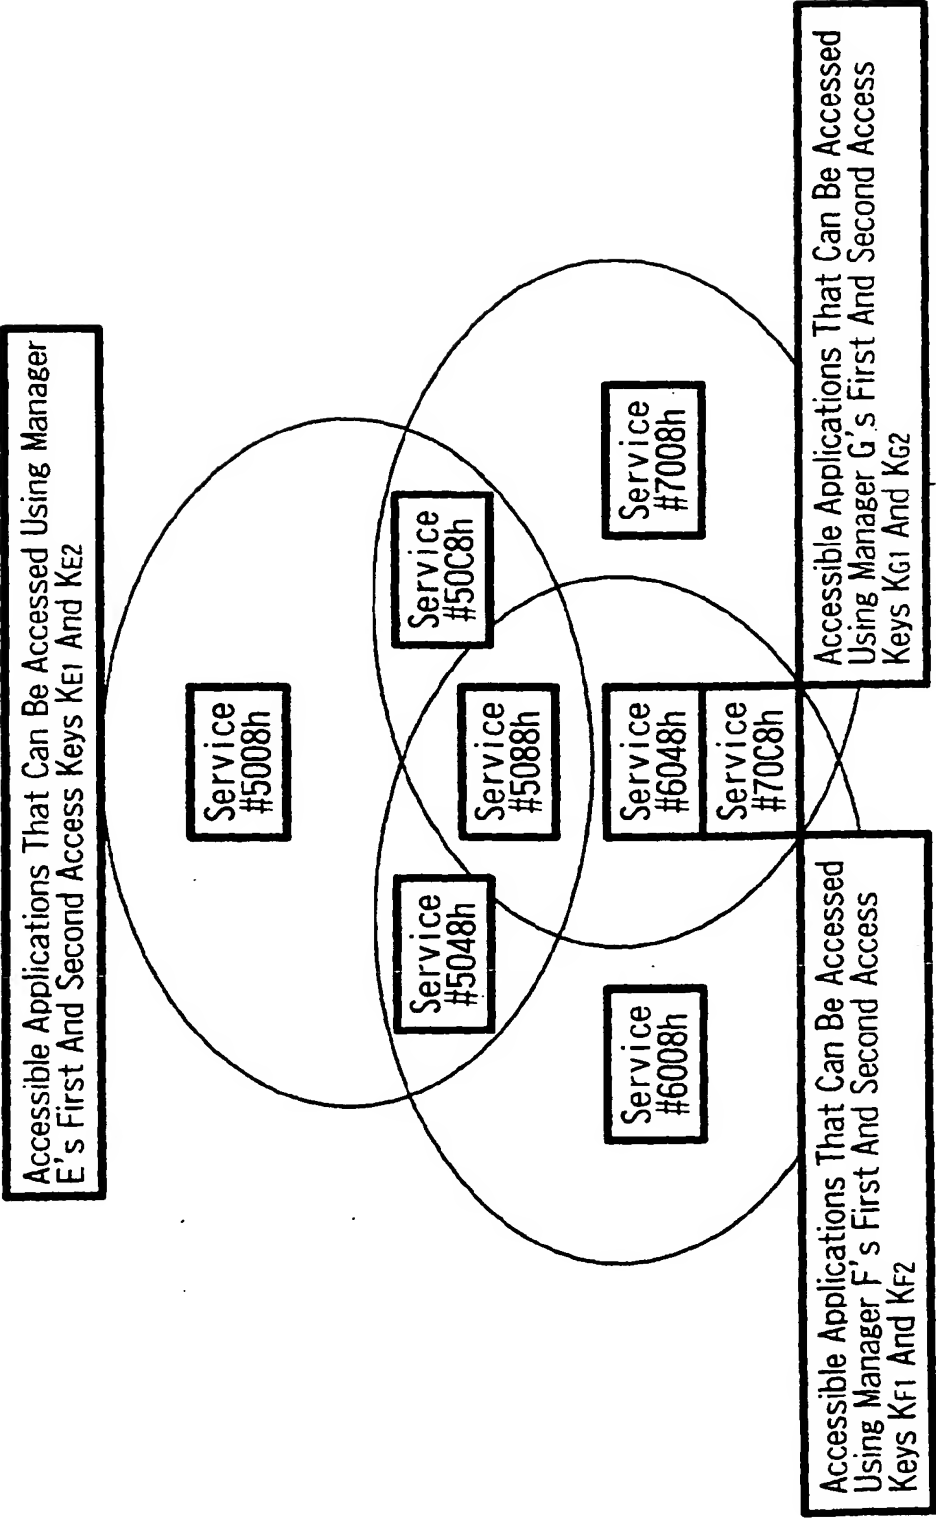 Accessible Applications That Can Be Accessed Using Manager
E's First And Second Access Keys KE1 And KE2
Service
#5008h
Service
#5048h
Service
#50C8h
Service
#5088h
Service
#6008h
Service
#6048h
Service
#70C8h
Service
#7008h
Accessible Applications That Can Be Accessed
Using Manager F's First And Second Access
Keys KF1 And KF2
Accessible Applications That Can Be Accessed
Using Manager G's First And Second Access
Keys KG1 And KG2